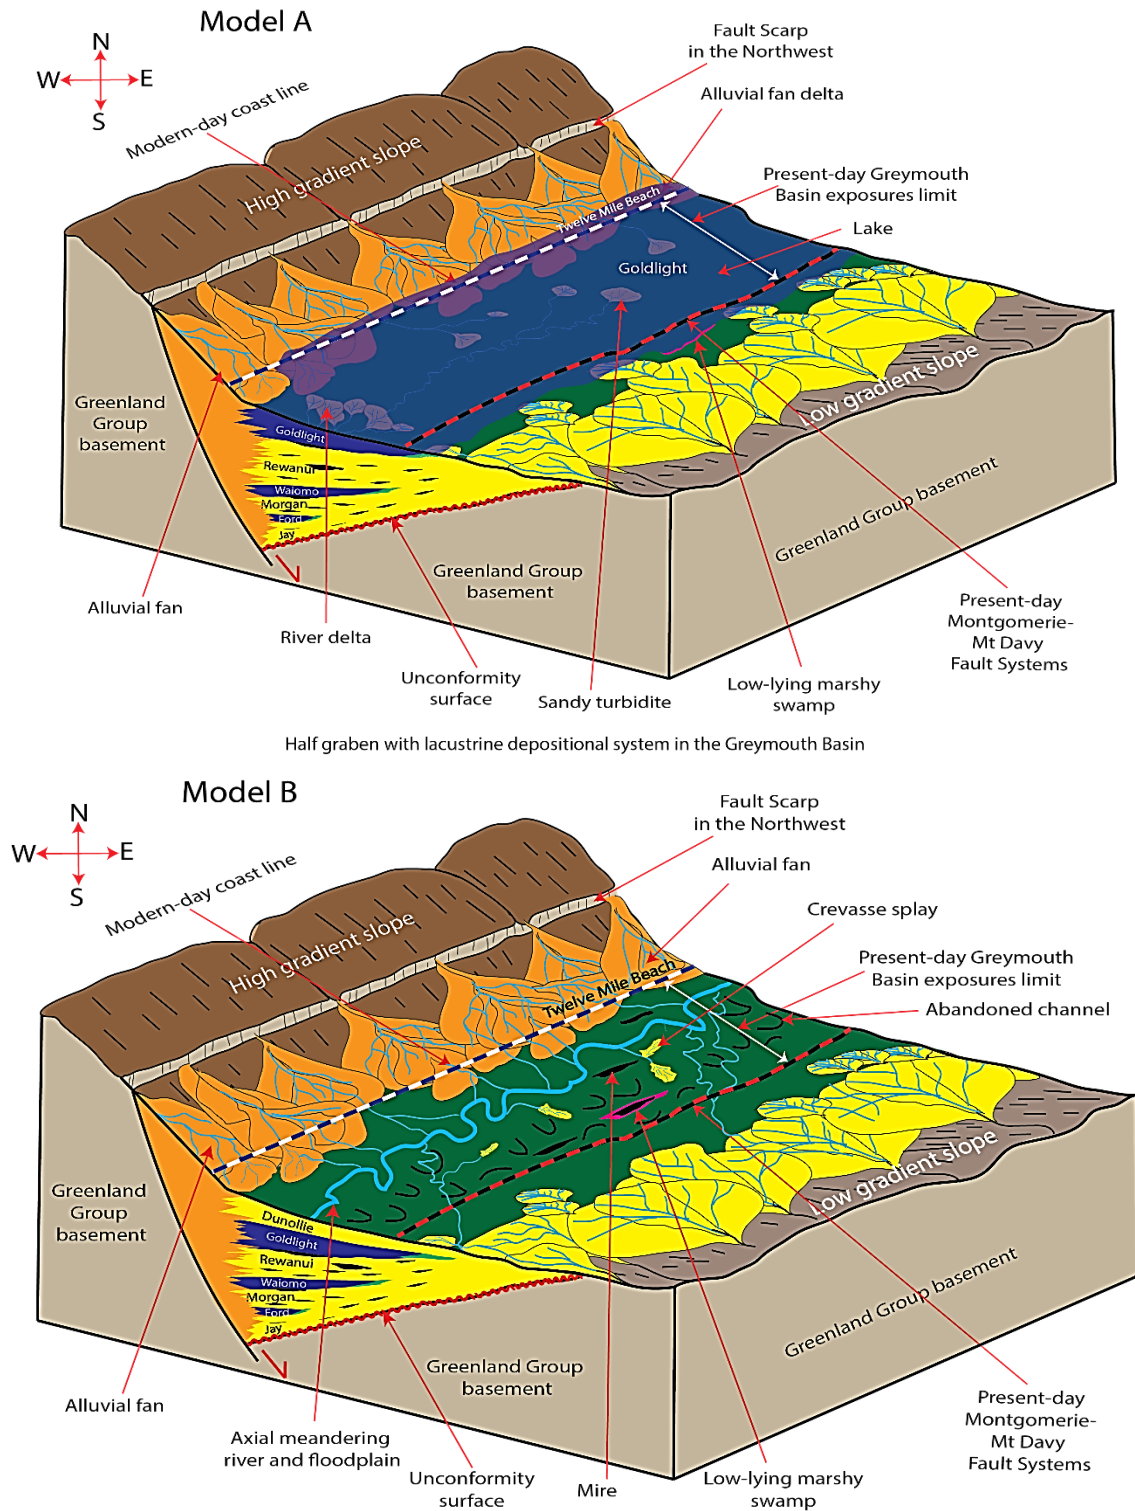 Model A
N
W E
S
Fault Scarp
in the Northwest
Alluvial fan delta
Modern-day coast line
High gradient slope
Present-day Greymouth
Basin exposures limit
Twelve Mile Beach
Lake
Goldlight
Low gradient slope
Greenland
Group
basement
Goldlight
Rewanui
Waiomo
Morgan
Ford
Jay
Greenland Group
basement
Greenland Group basement
Alluvial fan
River delta
Unconformity
surface
Sandy turbidite
Low-lying marshy
swamp
Present-day
Montgomerie-
Mt Davy
Fault Systems
Half graben with lacustrine depositional system in the Greymouth Basin
Model B
N
W E
S
Fault Scarp
in the Northwest
Alluvial fan
Modern-day coast line
High gradient slope
Crevasse splay
Present-day Greymouth
Basin exposures limit
Abandoned channel
Twelve Mile Beach
Low gradient slope
Greenland
Group
basement
Dunollie
Goldlight
Rewanui
Waiomo
Morgan
Ford
Jay
Greenland Group
basement
Greenland Group basement
Alluvial fan
Axial meandering
river and floodplain
Unconformity
surface
Mire
Low-lying marshy
swamp
Present-day
Montgomerie-
Mt Davy
Fault Systems